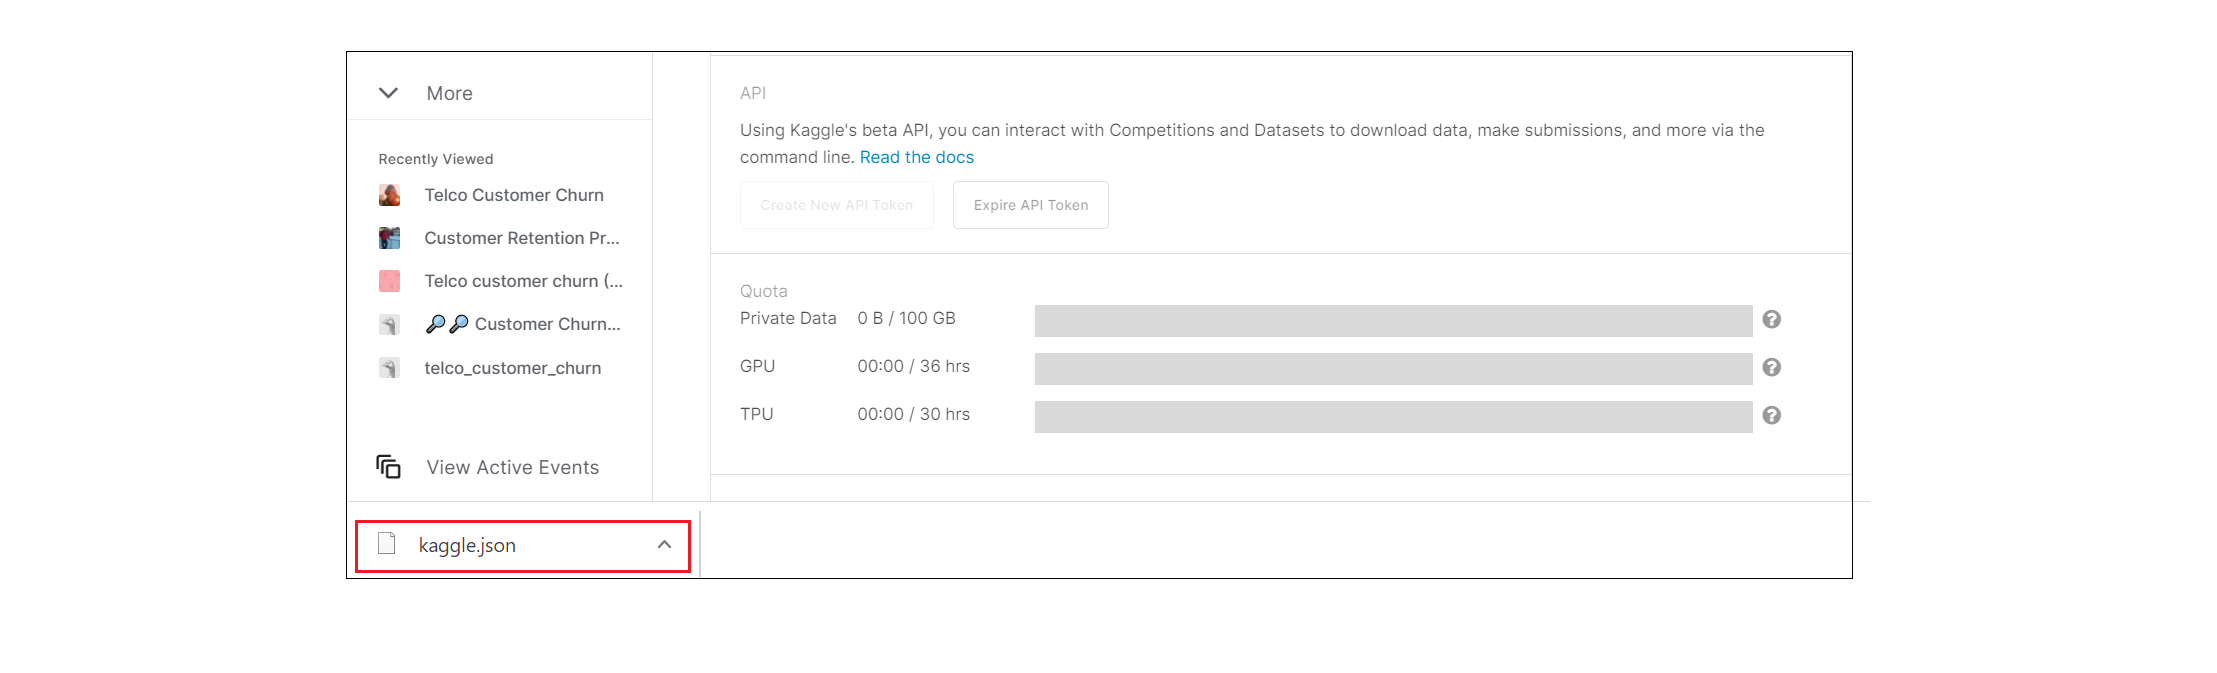 More
Recently Viewed
Telco Customer Churn
Customer Retention Pr...
Telco customer churn (...
🔎🔎 Customer Churn...
telco_customer_churn
View Active Events
API
Using Kaggle's beta API, you can interact with Competitions and Datasets to download data, make submissions, and more via the
command line. Read the docs
Create New API Token Expire API Token
Quota
Private Data 0 B / 100 GB
GPU 00:00 / 36 hrs
TPU 00:00 / 30 hrs
kaggle.json